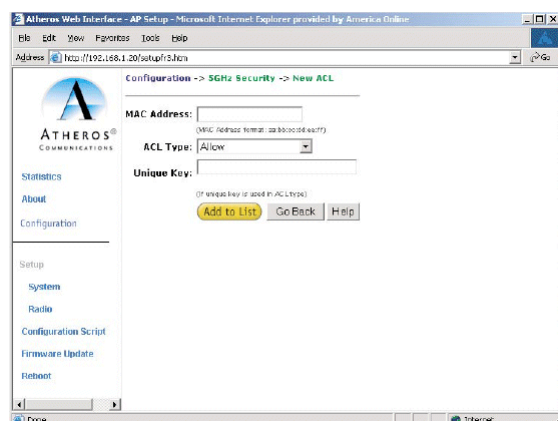 Atheros Web Interface - AP Setup - Microsoft Internet Explorer provided by America Online
File Edit View Favorites Tools Help
Address http://192.168.1.20/setupfr3.htm Go
Configuration -> 5GHz Security -> New ACL
MAC Address:
(MAC Address format: aa:bb:cc:dd:ee:ff)
ACL Type: Allow
Unique Key:
(If unique key is used in ACL type)
Add to List Go Back Help
ATHEROS®
COMMUNICATIONS
Statistics
About
Configuration
Setup
System
Radio
Configuration Script
Firmware Update
Reboot
Done Internet